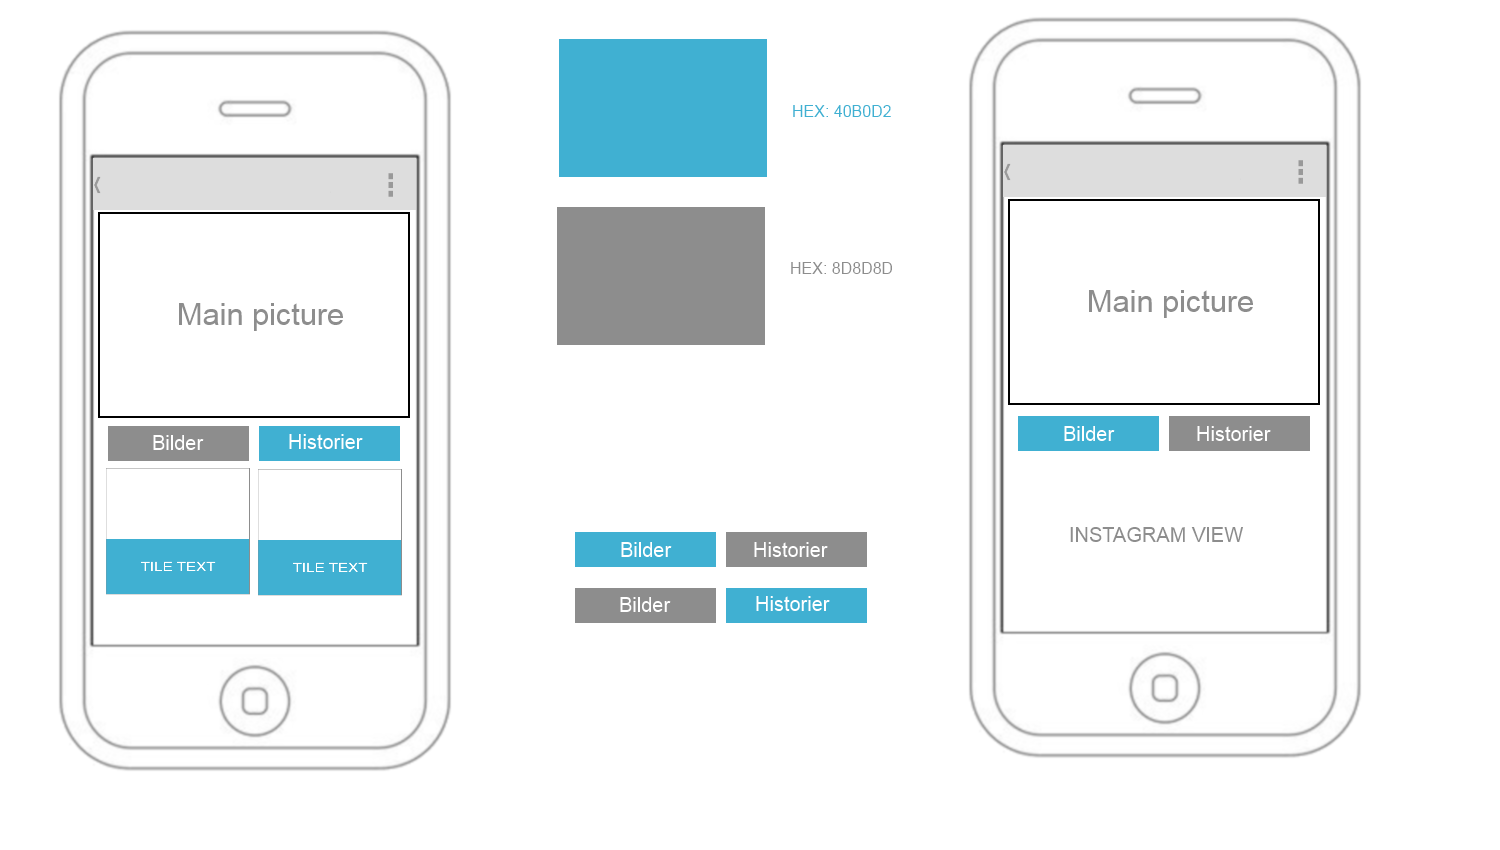 Main picture
Bilder
Historier
TILE TEXT
TILE TEXT
HEX: 40B0D2
HEX: 8D8D8D
Bilder
Historier
Bilder
Historier
Main picture
Bilder
Historier
INSTAGRAM VIEW